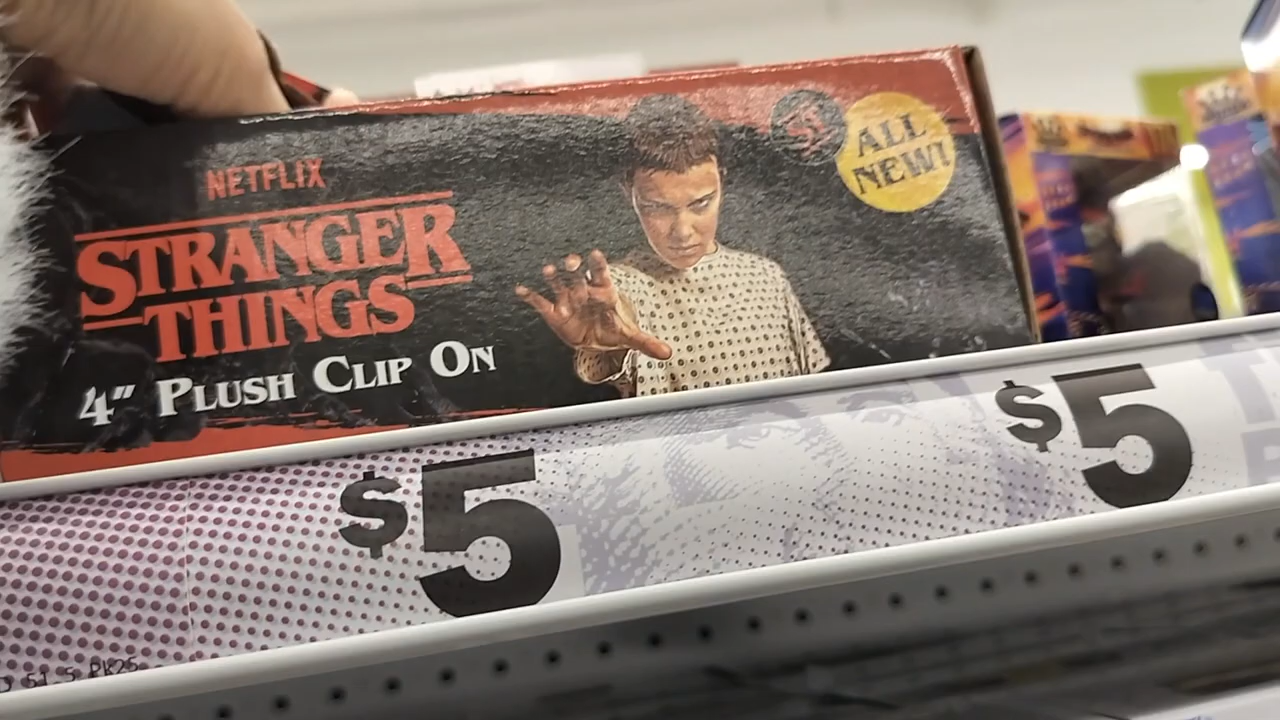 NETFLIX
STRANGER
THINGS
4" PLUSH CLIP ON
ALL
NEW!
$5
$5